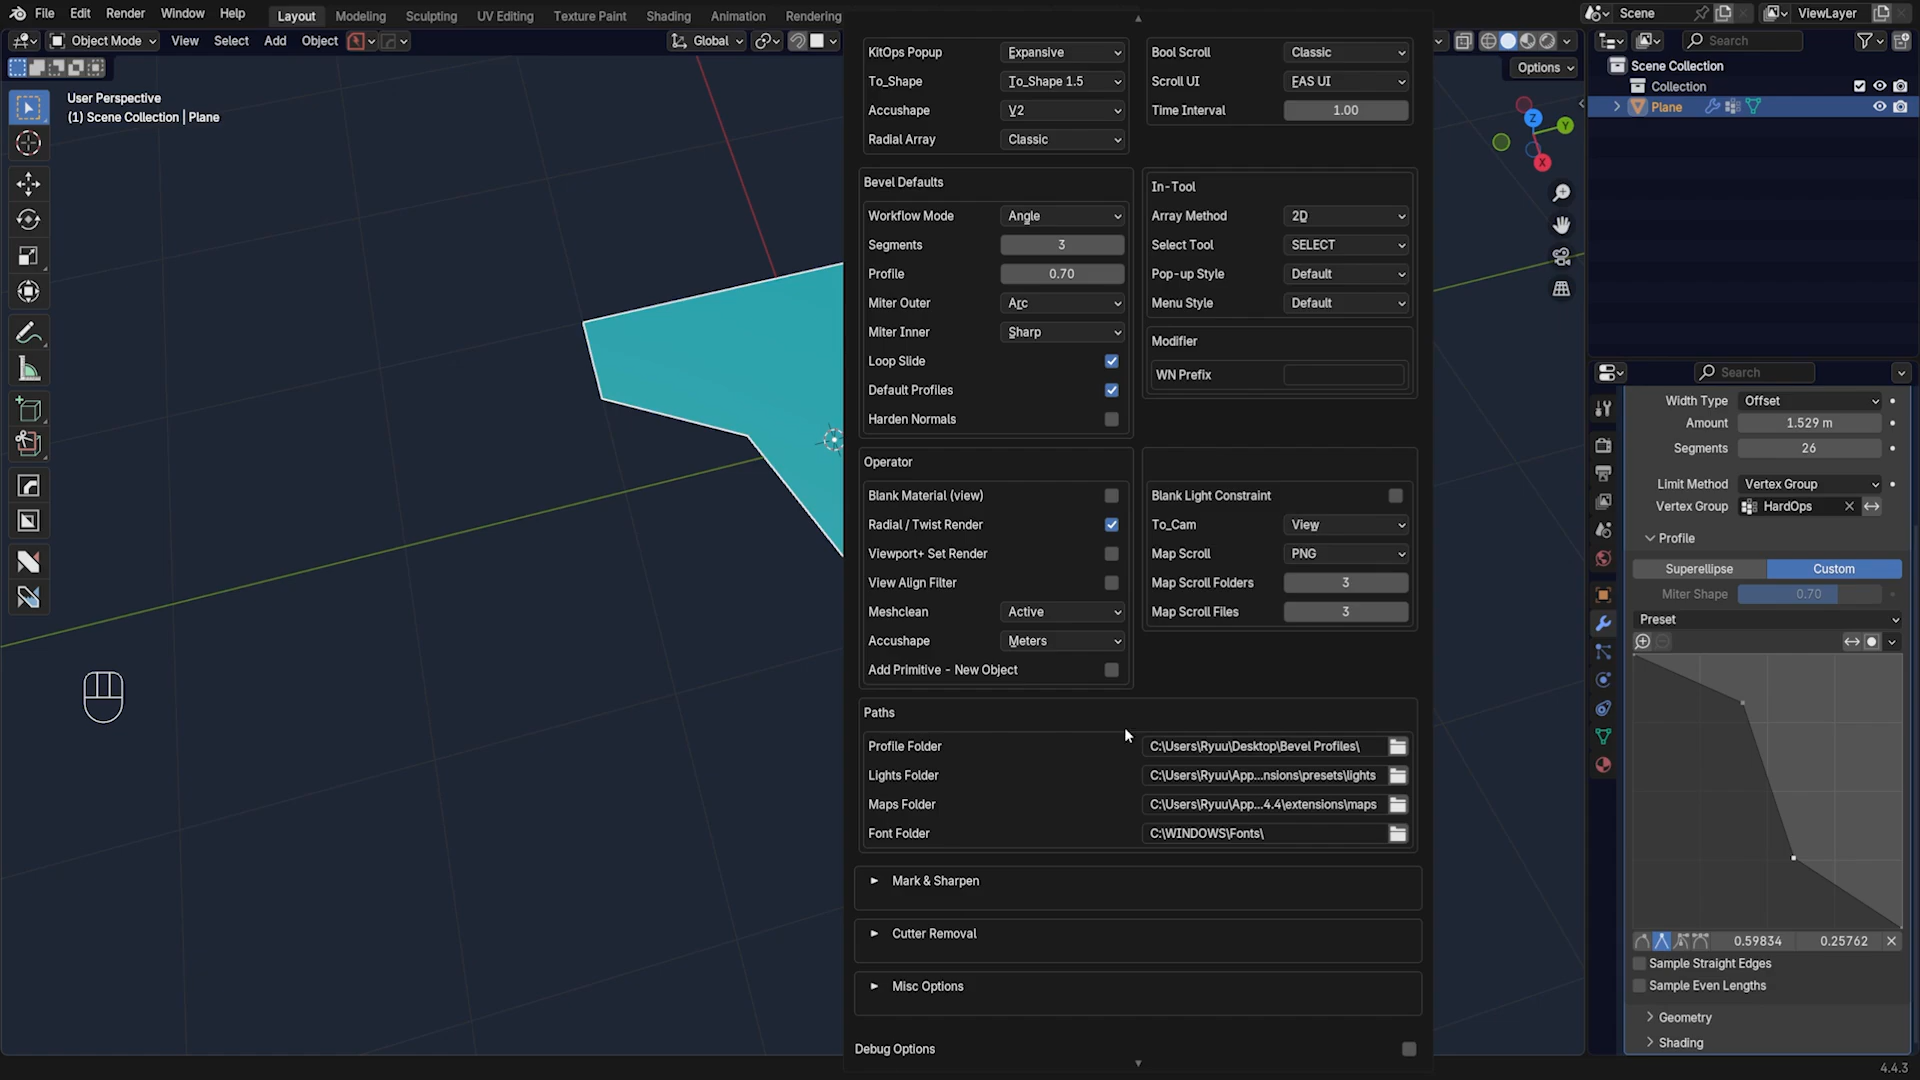 File Edit Render Window Help Layout Modeling Sculpting UV Editing Texture Paint Shading Animation Rendering Scene ViewLayer
Object Mode View Select Add Object Global Search
Options
User Perspective
(1) Scene Collection | Plane
Scene Collection
Collection
Plane
Z
Y
X
KitOps Popup Expansive
To_Shape To_Shape 1.5
Accushape V2
Radial Array Classic
Bool Scroll Classic
Scroll UI EAS UI
Time Interval 1.00
Bevel Defaults
Workflow Mode Angle
Segments 3
Profile 0.70
Miter Outer Arc
Miter Inner Sharp
Loop Slide
Default Profiles
Harden Normals
In-Tool
Array Method 2D
Select Tool SELECT
Pop-up Style Default
Menu Style Default
Modifier
WN Prefix
Operator
Blank Material (view)
Radial / Twist Render
Viewport+ Set Render
View Align Filter
Meshclean Active
Accushape Meters
Add Primitive - New Object
Blank Light Constraint
To_Cam View
Map Scroll PNG
Map Scroll Folders 3
Map Scroll Files 3
Paths
Profile Folder C:\Users\Ryuu\Desktop\Bevel Profiles\
Lights Folder C:\Users\Ryuu\App...nsions\presets\lights
Maps Folder C:\Users\Ryuu\App...4.4\extensions\maps
Font Folder C:\WINDOWS\Fonts\
Mark & Sharpen
Cutter Removal
Misc Options
Debug Options
Search
Width Type Offset
Amount 1.529 m
Segments 26
Limit Method Vertex Group
Vertex Group HardOps
Profile
Superellipse Custom
Miter Shape 0.70
Preset
0.59834 0.25762
Sample Straight Edges
Sample Even Lengths
Geometry
Shading
4.4.3